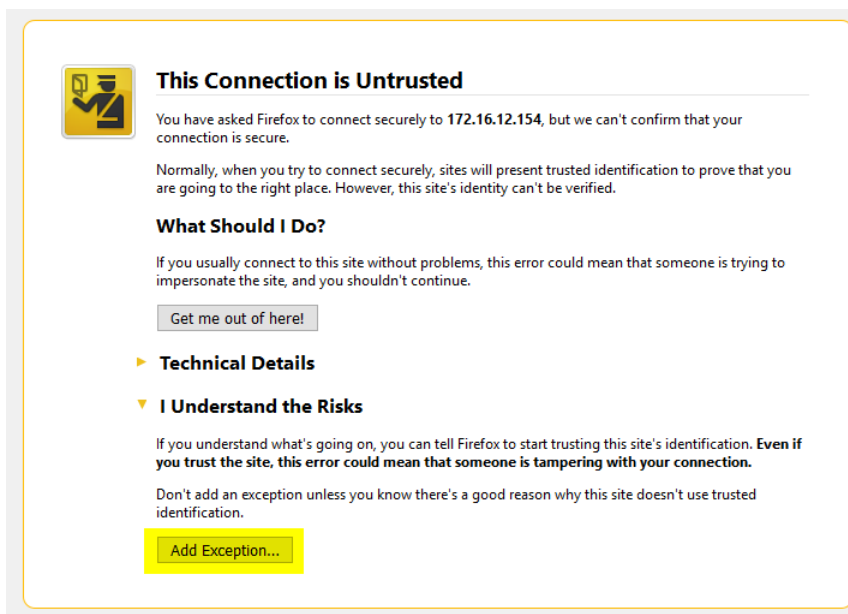 This Connection is Untrusted
You have asked Firefox to connect securely to 172.16.12.154, but we can't confirm that your
connection is secure.
Normally, when you try to connect securely, sites will present trusted identification to prove that you
are going to the right place. However, this site's identity can't be verified.
What Should I Do?
If you usually connect to this site without problems, this error could mean that someone is trying to
impersonate the site, and you shouldn't continue.
Get me out of here!
Technical Details
I Understand the Risks
If you understand what's going on, you can tell Firefox to start trusting this site's identification. Even if
you trust the site, this error could mean that someone is tampering with your connection.
Don't add an exception unless you know there's a good reason why this site doesn't use trusted
identification.
Add Exception...